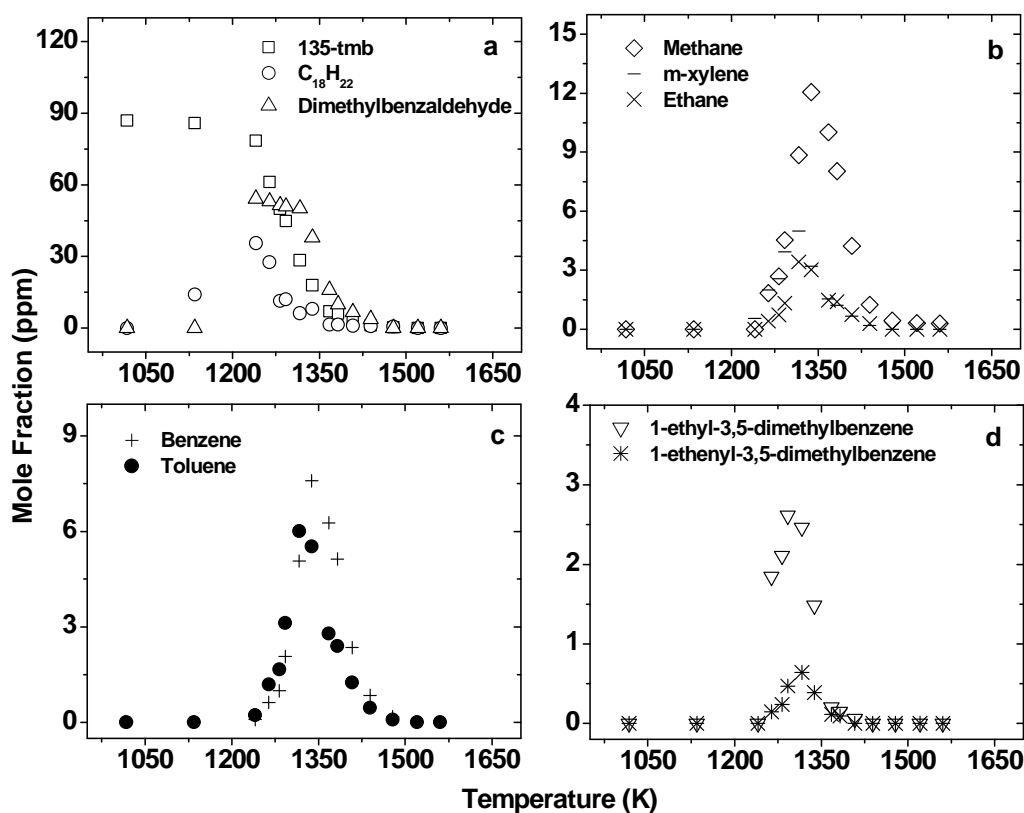 120
90
60
30
0
135-tmb
C18H22
Dimethylbenzaldehyde
a
1050 1200 1350 1500 1650
15
12
9
6
3
0
Methane
m-xylene
Ethane
b
1050 1200 1350 1500 1650
Mole Fraction (ppm)
9
6
3
0
Benzene
Toluene
c
1050 1200 1350 1500 1650
4
3
2
1
0
1-ethyl-3,5-dimethylbenzene
1-ethenyl-3,5-dimethylbenzene
d
1050 1200 1350 1500 1650
Temperature (K)